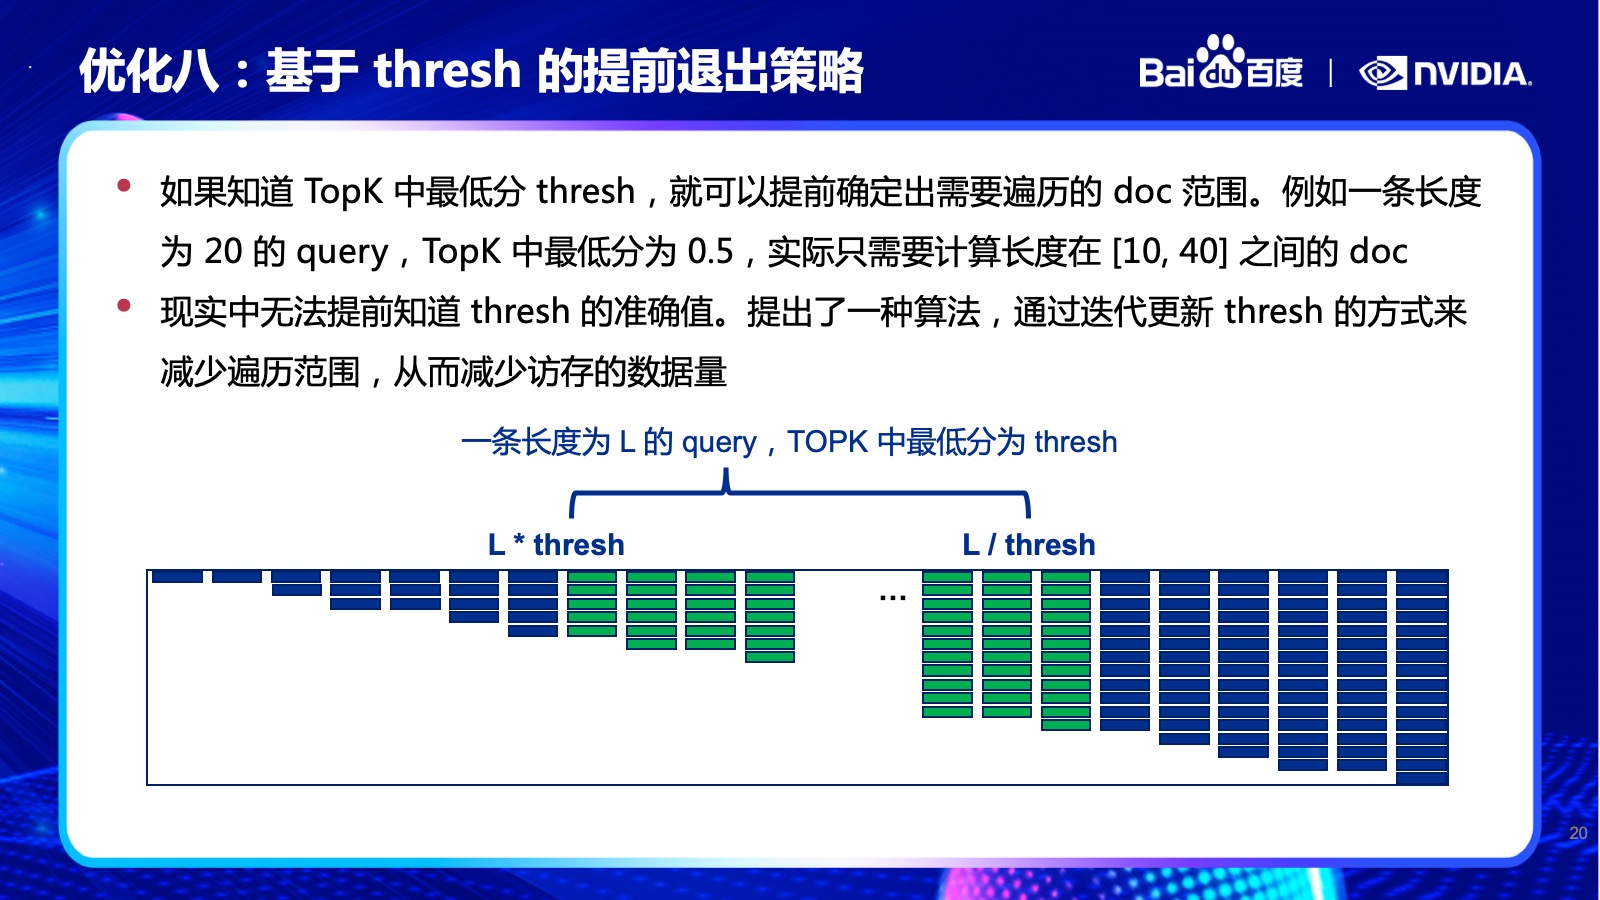 优化八：基于 thresh 的提前退出策略
Baidu百度 | NVIDIA.
如果知道 TopK 中最低分 thresh，就可以提前确定出需要遍历的 doc 范围。例如一条长度
为 20 的 query，TopK 中最低分为 0.5，实际只需要计算长度在 [10, 40] 之间的 doc
现实中无法提前知道 thresh 的准确值。提出了一种算法，通过迭代更新 thresh 的方式来
减少遍历范围，从而减少访存的数据量
一条长度为 L 的 query，TOPK 中最低分为 thresh
L * thresh
L / thresh
...
20